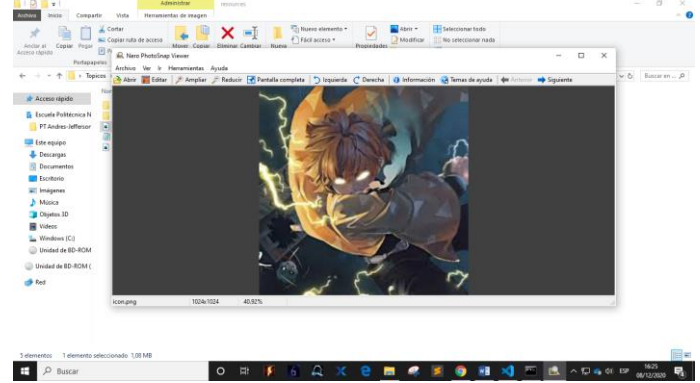 Administrar
Archivo Inicio Compartir Vista Herramientas de imagen
Anclar al
Acceso rápido
Copiar Pegar
Cortar
Copiar ruta de acceso
Mover Copiar Eliminar Cambiar Nueva
Nuevo elemento
Fácil acceso
Propiedades
Abrir
Modificar
Seleccionar todo
No seleccionar nada
Portapapeles
Nero PhotoSnap Viewer
Archivo Ver Ir Herramientas Ayuda
Abrir Editar Ampliar Reducir Pantalla completa Izquierda Derecha Información Temas de ayuda Anterior Siguiente
Topicos
Buscar en ...
Acceso rápido
Escuela Politécnica N
PT Andres-Jefferson
Este equipo
Descargas
Documentos
Escritorio
Imágenes
Música
Objetos 3D
Vídeos
Windows (C:)
Unidad de BD-ROM
Unidad de BD-ROM (
Red
icon.png 1024x1024 40.92%
5 elementos 1 elemento seleccionado 1,08 MB
Buscar
ESP
16:25
08/12/2020